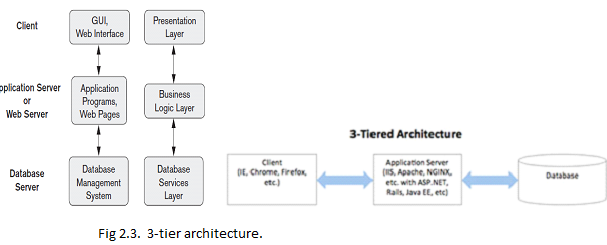 Client
GUI,
Web Interface
Presentation
Layer
pplication Server
or
Web Server
Application
Programs,
Web Pages
Business
Logic Layer
Database
Server
Database
Management
System
Database
Services
Layer
3-Tiered Architecture
Client
(IE, Chrome, Firefox,
etc.)
Application Server
(IIS, Apache, NGINX,
etc. with ASP.NET,
Rails, Java EE, etc)
Database
Fig 2.3. 3-tier architecture.